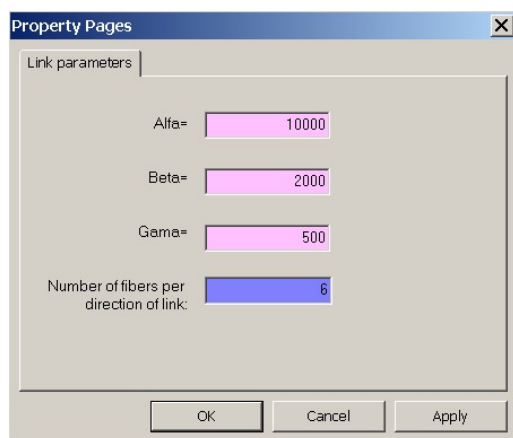 Property Pages
Link parameters
Alfa= 10000
Beta= 2000
Gama= 500
Number of fibers per
direction of link: 6
OK Cancel Apply